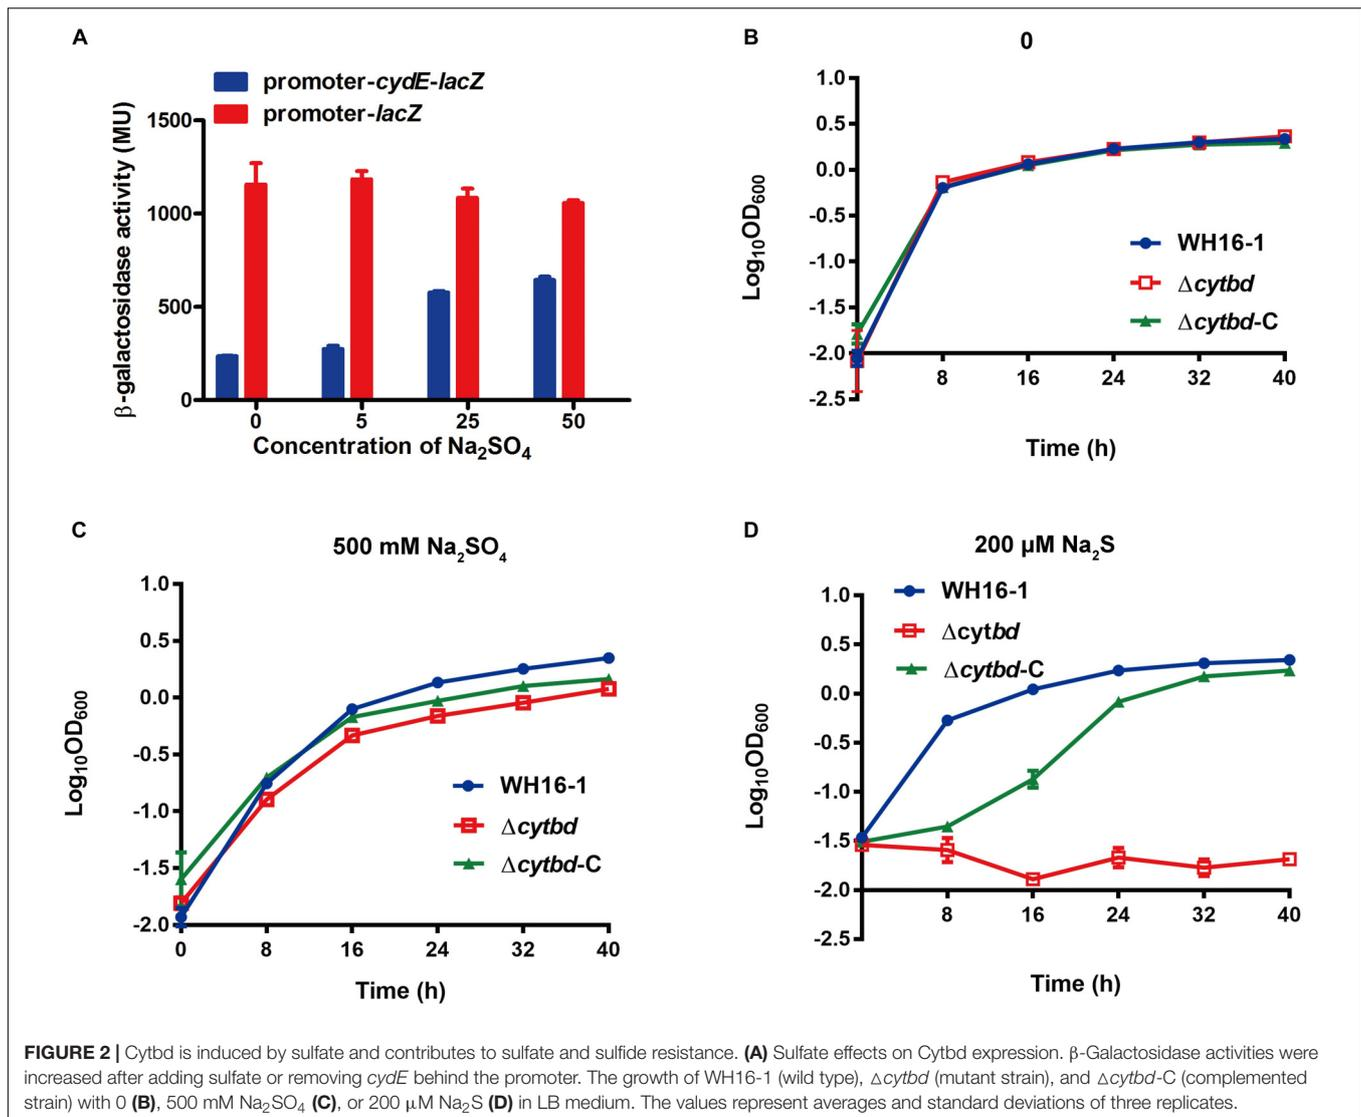 A
promoter-cydE-lacZ
promoter-lacZ
β-galactosidase activity (MU)
1500
1000
500
0
0 5 25 50
Concentration of Na₂SO₄
B
0
1.0
0.5
0.0
-0.5
-1.0
-1.5
-2.0
-2.5
Log₁₀OD₆₀₀
WH16-1
Δcytbd
Δcytbd-C
8 16 24 32 40
Time (h)
C
500 mM Na₂SO₄
1.0
0.5
0.0
-0.5
-1.0
-1.5
-2.0
Log₁₀OD₆₀₀
WH16-1
Δcytbd
Δcytbd-C
0 8 16 24 32 40
Time (h)
D
200 µM Na₂S
WH16-1
Δcytbd
Δcytbd-C
1.0
0.5
0.0
-0.5
-1.0
-1.5
-2.0
-2.5
Log₁₀OD₆₀₀
8 16 24 32 40
Time (h)
FIGURE 2 | Cytbd is induced by sulfate and contributes to sulfate and sulfide resistance. (A) Sulfate effects on Cytbd expression. β-Galactosidase activities were
increased after adding sulfate or removing cydE behind the promoter. The growth of WH16-1 (wild type), Δcytbd (mutant strain), and Δcytbd-C (complemented
strain) with 0 (B), 500 mM Na₂SO₄ (C), or 200 µM Na₂S (D) in LB medium. The values represent averages and standard deviations of three replicates.